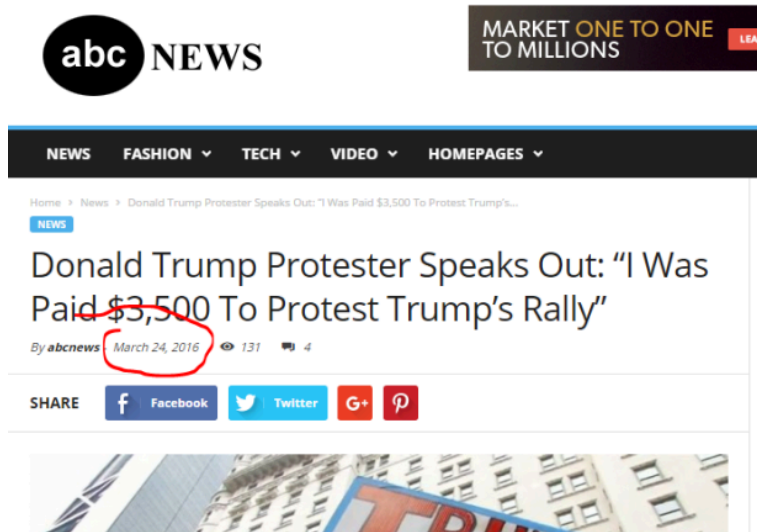 abc NEWS
MARKET ONE TO ONE
TO MILLIONS
NEWS FASHION TECH VIDEO HOMEPAGES
Home > News > Donald Trump Protester Speaks Out: "I Was Paid $3,500 To Protest Trump's...
NEWS
Donald Trump Protester Speaks Out: “I Was
Paid $3,500 To Protest Trump’s Rally”
By abcnews - March 24, 2016 131 4
SHARE f Facebook Twitter G+
TRU